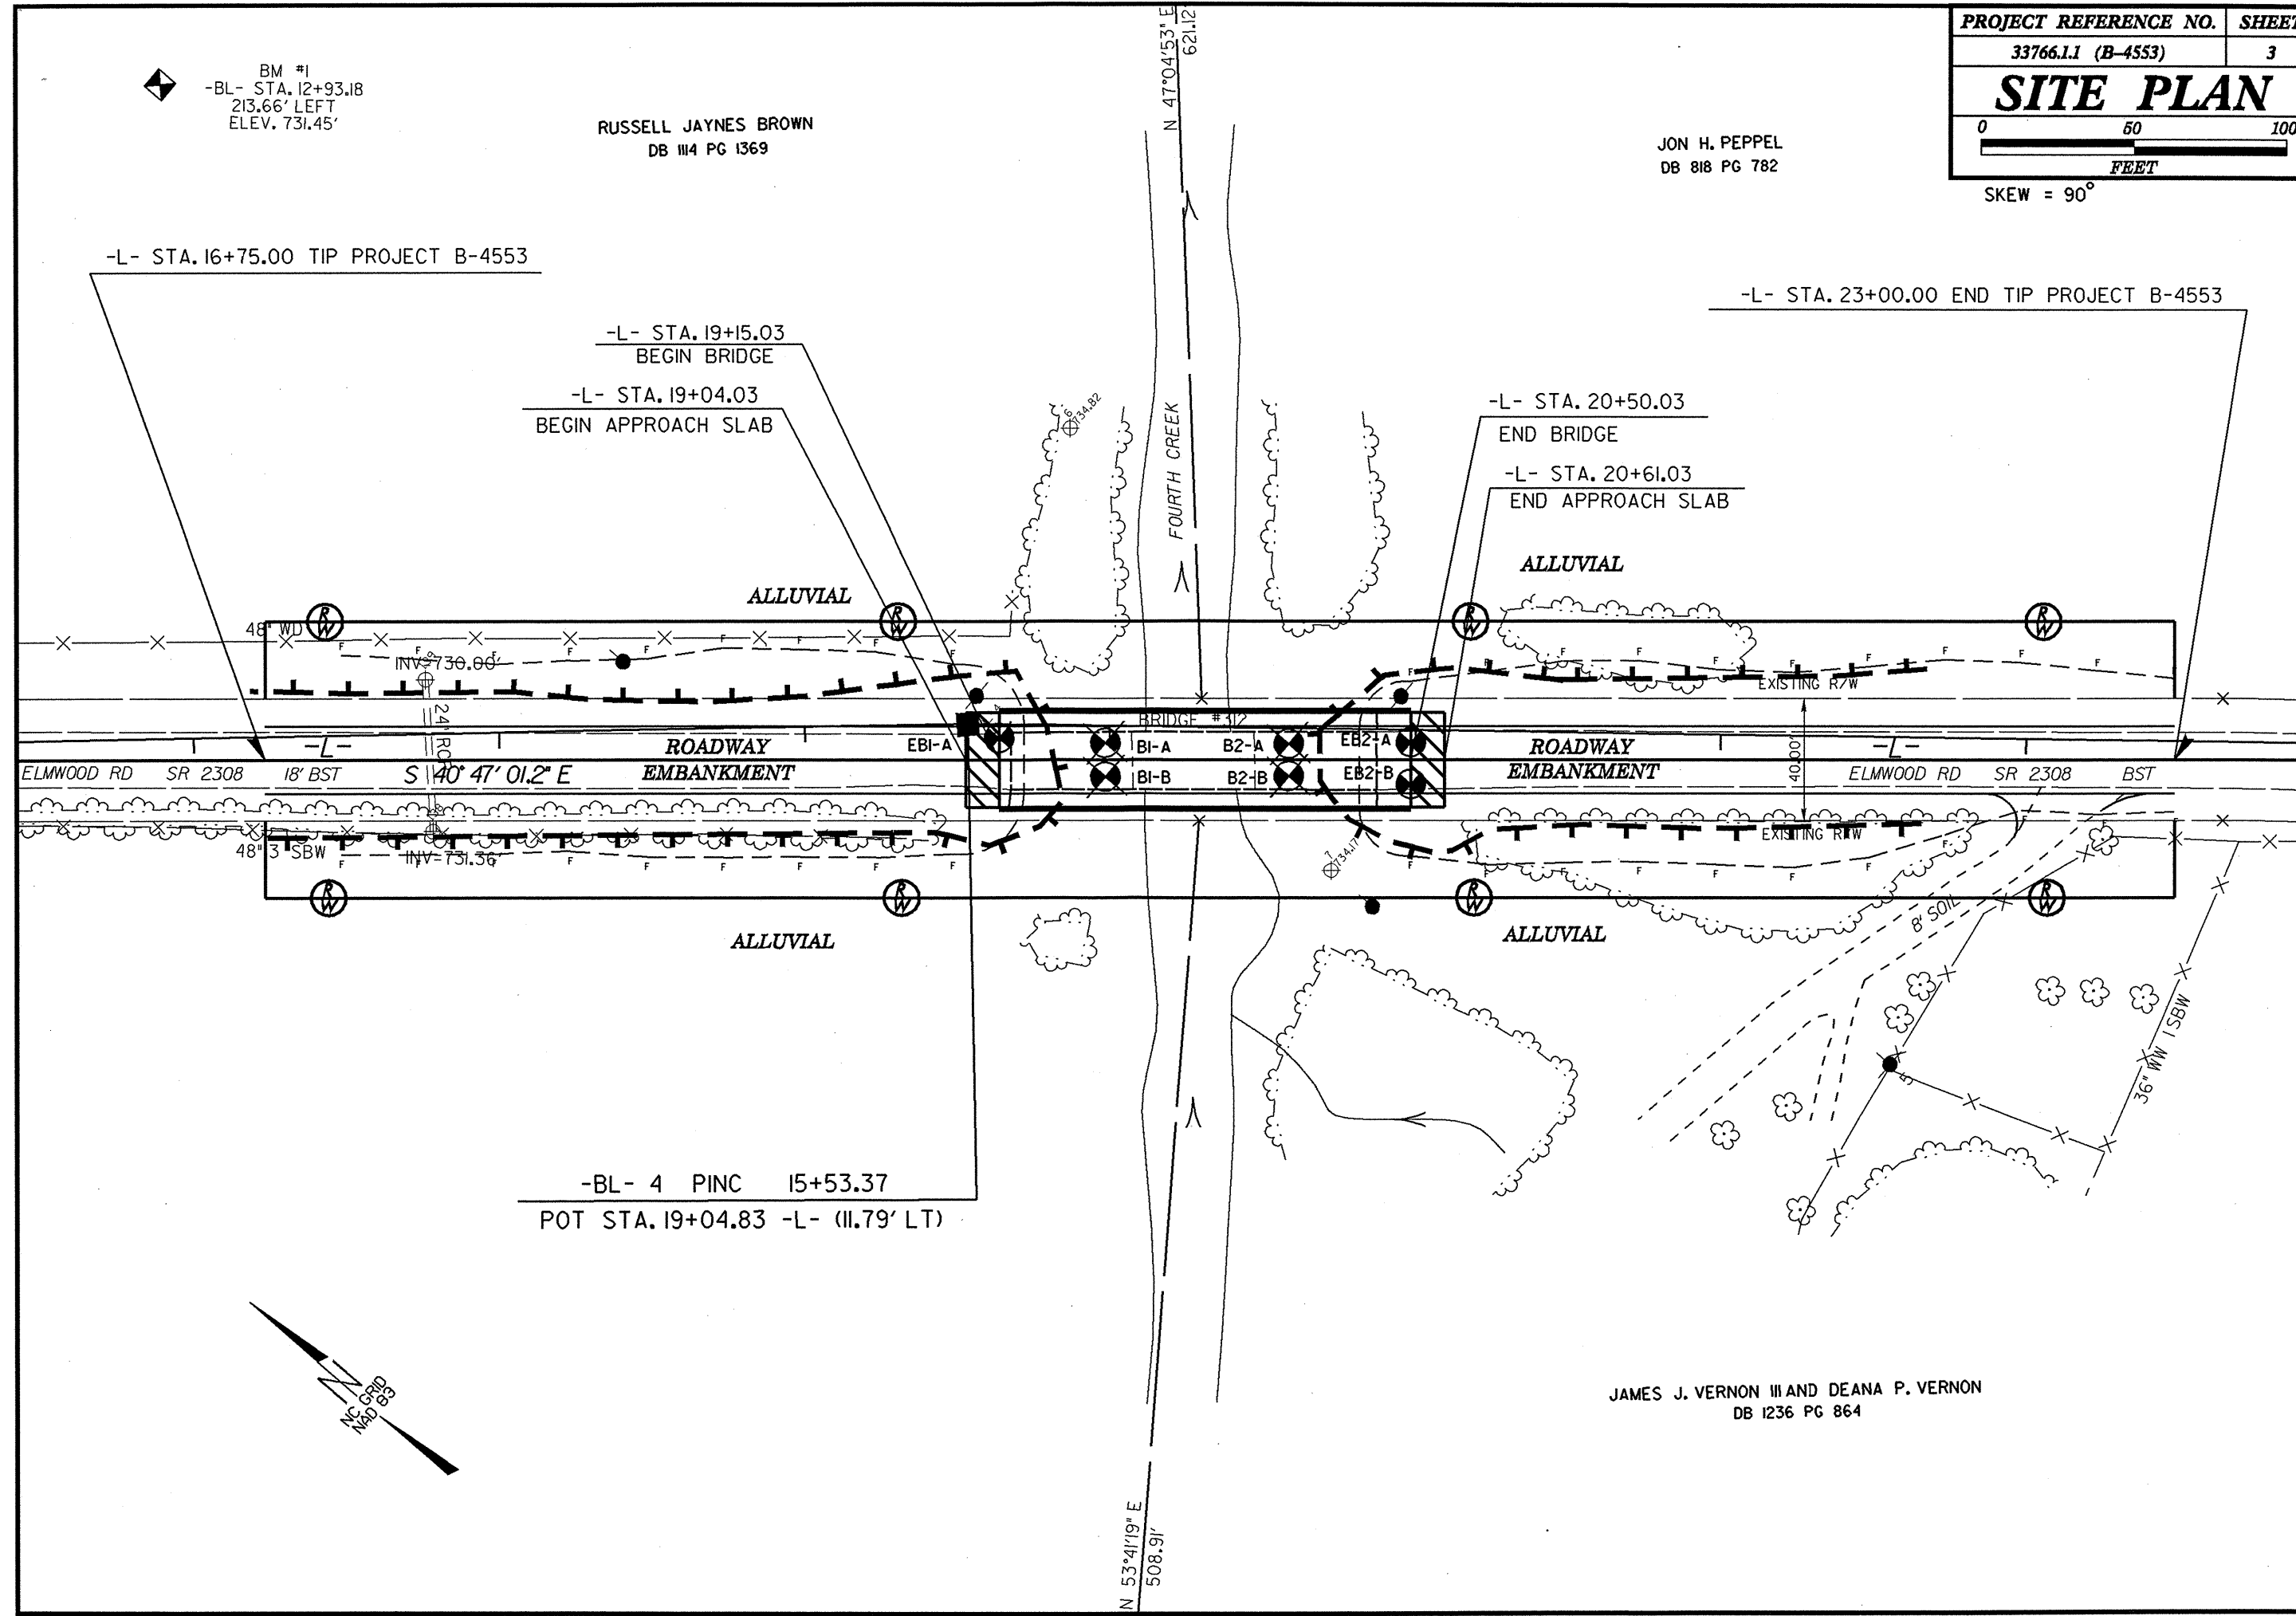 PROJECT REFERENCE NO. SHEET
33766.1.1 (B-4553) 3
SITE PLAN
0 50 100
FEET
SKEW = 90°
BM #1
-BL- STA. 12+93.18
213.66' LEFT
ELEV. 731.45'
RUSSELL JAYNES BROWN
DB 1114 PG 1369
N 47°04'53" E
621.12'
JON H. PEPPEL
DB 818 PG 782
-L- STA. 16+75.00 TIP PROJECT B-4553
-L- STA. 23+00.00 END TIP PROJECT B-4553
-L- STA. 19+15.03
BEGIN BRIDGE
-L- STA. 19+04.03
BEGIN APPROACH SLAB
-L- STA. 20+50.03
END BRIDGE
-L- STA. 20+61.03
END APPROACH SLAB
6
734.82
FOURTH CREEK
ALLUVIAL
ALLUVIAL
R/W
R/W
R/W
R/W
48" WD
INV=730.00'
EXISTING R/W
BRIDGE #312
-L-
ROADWAY
EMBANKMENT
EB1-A
B1-A
B2-A
EB2-A
B1-B
B2-B
EB2-B
ROADWAY
EMBANKMENT
-L-
40.00'
ELMWOOD RD SR 2308 18' BST
S 40° 47' 01.2" E
ELMWOOD RD SR 2308 BST
48" 3 SBW
INV=731.36'
EXISTING R/W
7
734.17
R/W
R/W
R/W
R/W
ALLUVIAL
ALLUVIAL
8' SOIL
36" WW 1 SBW
5
-BL- 4 PINC 15+53.37
POT STA. 19+04.83 -L- (11.79' LT)
NC GRID
NAD 83
JAMES J. VERNON III AND DEANA P. VERNON
DB 1236 PG 864
N 53°41'19" E
508.91'